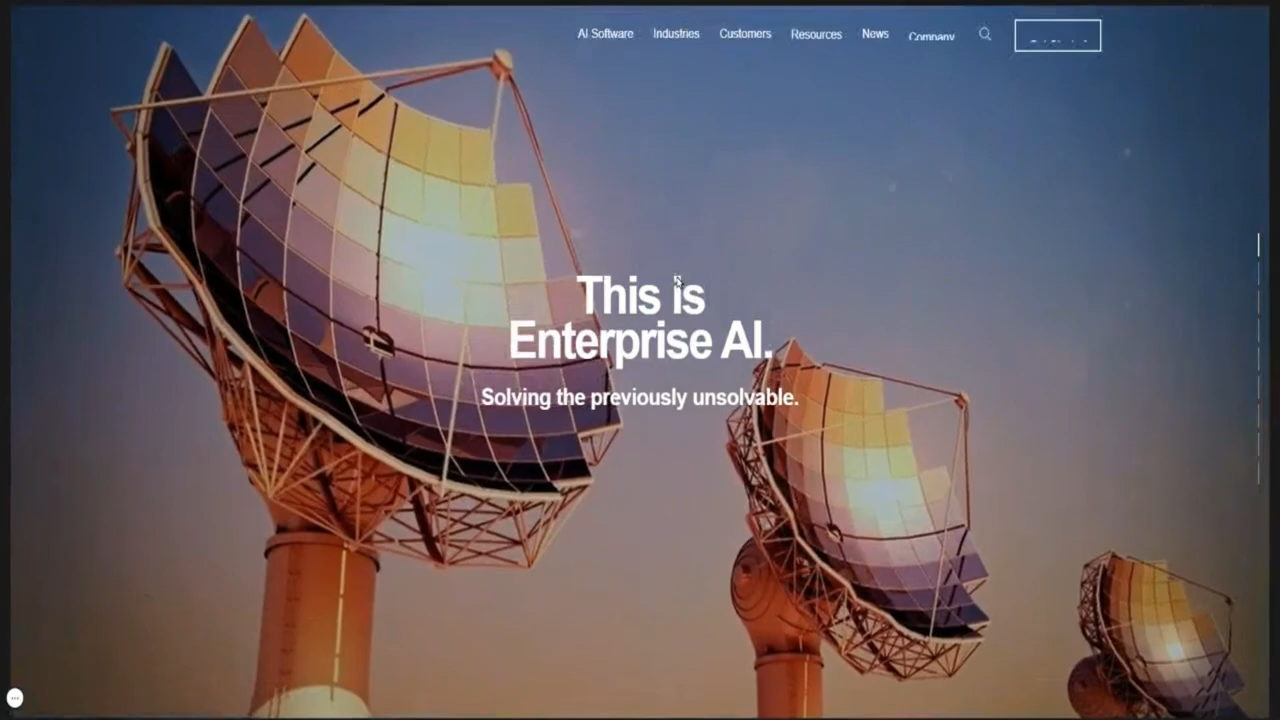 AI Software Industries Customers Resources News Company
This is
Enterprise AI.
Solving the previously unsolvable.